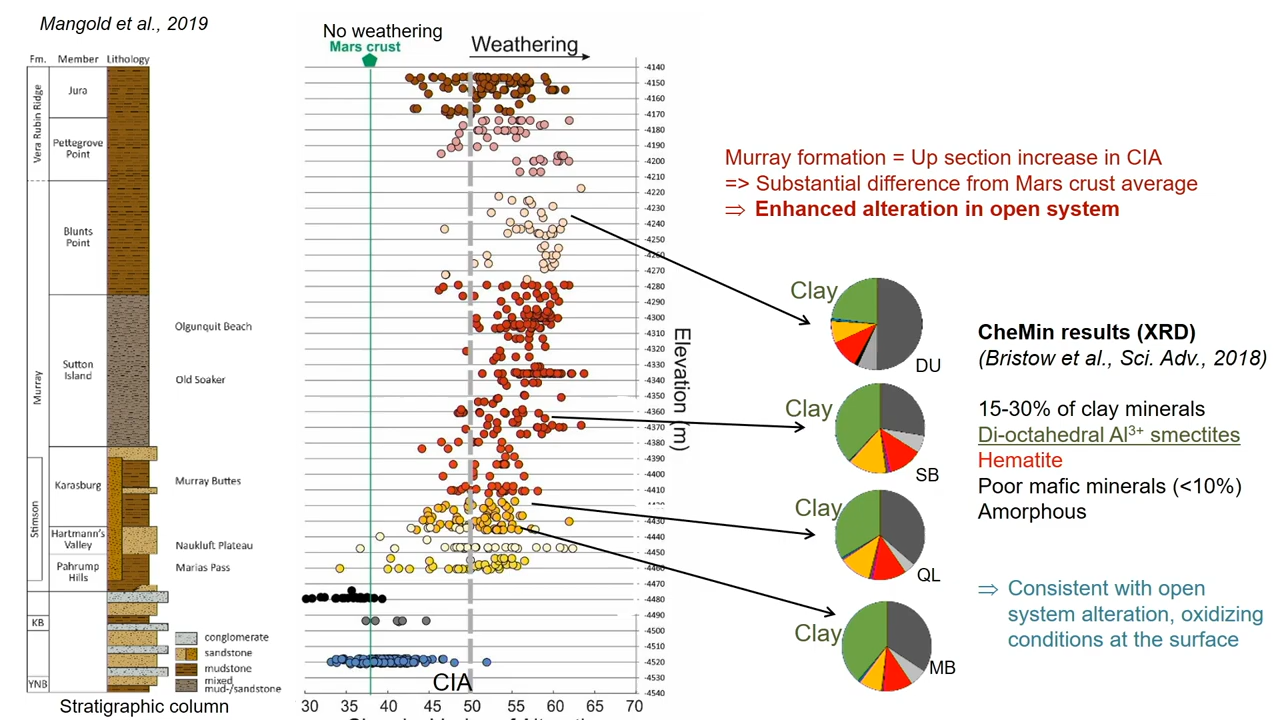 Mangold et al., 2019
Fm.
Member
Lithology
Vera Rubin Ridge
Jura
Pettegrove
Point
Murray
Blunts
Point
Sutton
Island
Olgunquit Beach
Old Soaker
Stimson
Karasburg
Hartmann's
Valley
Pahrump
Hills
Murray Buttes
Naukluft Plateau
Marias Pass
KB
YNB
conglomerate
sandstone
mudstone
mixed
mud-/sandstone
Stratigraphic column
No weathering
Mars crust
Weathering
-4140
-4150
-4160
-4170
-4180
-4190
-4200
-4210
-4220
-4230
-4240
-4250
-4260
-4270
-4280
-4290
-4300
-4310
-4320
-4330
-4340
-4350
-4360
-4370
-4380
-4390
-4400
-4410
-4420
-4430
-4440
-4450
-4460
-4470
-4480
-4490
-4500
-4510
-4520
-4530
-4540
Elevation (m)
CIA
30 35 40 45 50 55 60 65 70
Murray formation = Up section increase in CIA
=> Substantial difference from Mars crust average
⇒ Enhanced alteration in open system
Clay
DU
Clay
SB
Clay
QL
Clay
MB
CheMin results (XRD)
(Bristow et al., Sci. Adv., 2018)
15-30% of clay minerals
Di-octahedral Al³⁺ smectites
Hematite
Poor mafic minerals (<10%)
Amorphous
⇒ Consistent with open
system alteration, oxidizing
conditions at the surface